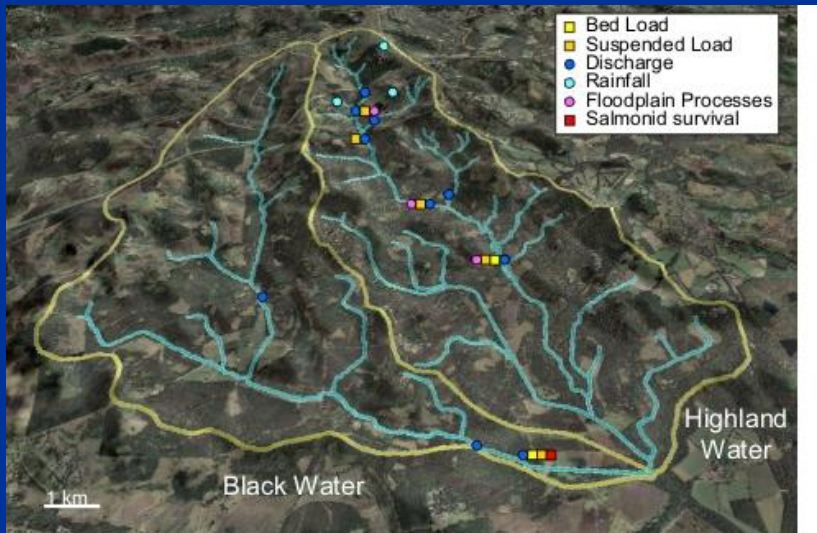 Bed Load
Suspended Load
Discharge
Rainfall
Floodplain Processes
Salmonid survival
Highland
Water
Black Water
1 km